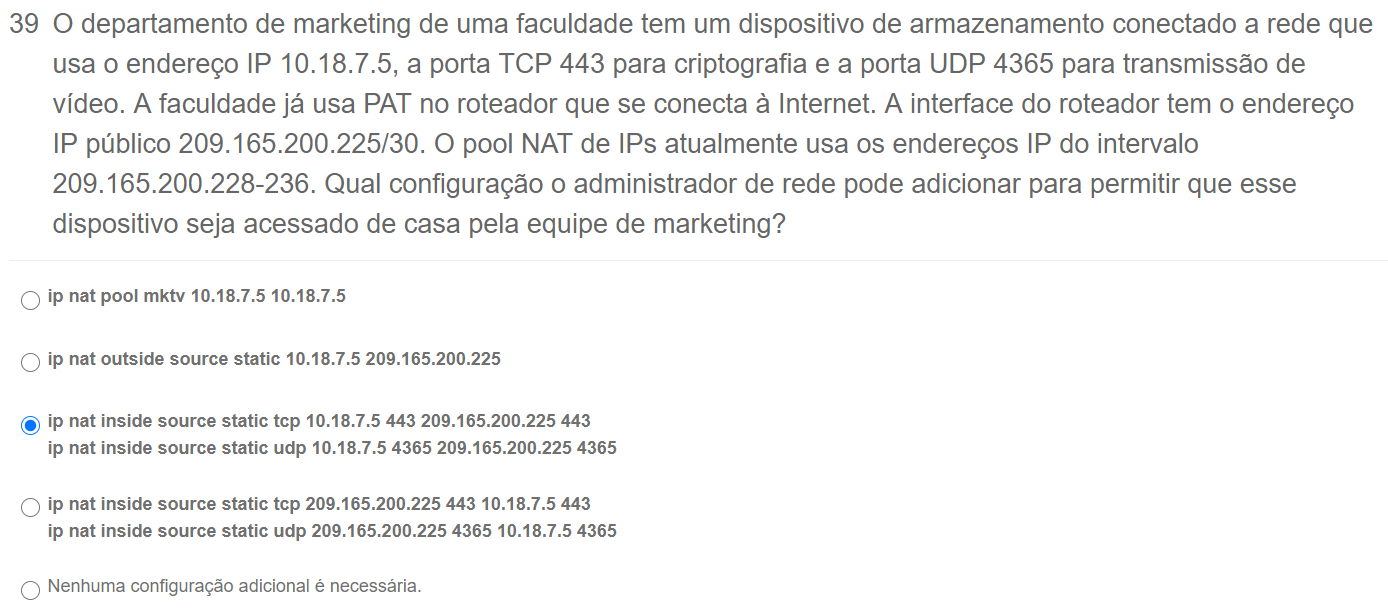 39 O departamento de marketing de uma faculdade tem um dispositivo de armazenamento conectado a rede que
usa o endereço IP 10.18.7.5, a porta TCP 443 para criptografia e a porta UDP 4365 para transmissão de
vídeo. A faculdade já usa PAT no roteador que se conecta à Internet. A interface do roteador tem o endereço
IP público 209.165.200.225/30. O pool NAT de IPs atualmente usa os endereços IP do intervalo
209.165.200.228-236. Qual configuração o administrador de rede pode adicionar para permitir que esse
dispositivo seja acessado de casa pela equipe de marketing?
ip nat pool mktv 10.18.7.5 10.18.7.5
ip nat outside source static 10.18.7.5 209.165.200.225
ip nat inside source static tcp 10.18.7.5 443 209.165.200.225 443
ip nat inside source static udp 10.18.7.5 4365 209.165.200.225 4365
ip nat inside source static tcp 209.165.200.225 443 10.18.7.5 443
ip nat inside source static udp 209.165.200.225 4365 10.18.7.5 4365
Nenhuma configuração adicional é necessária.